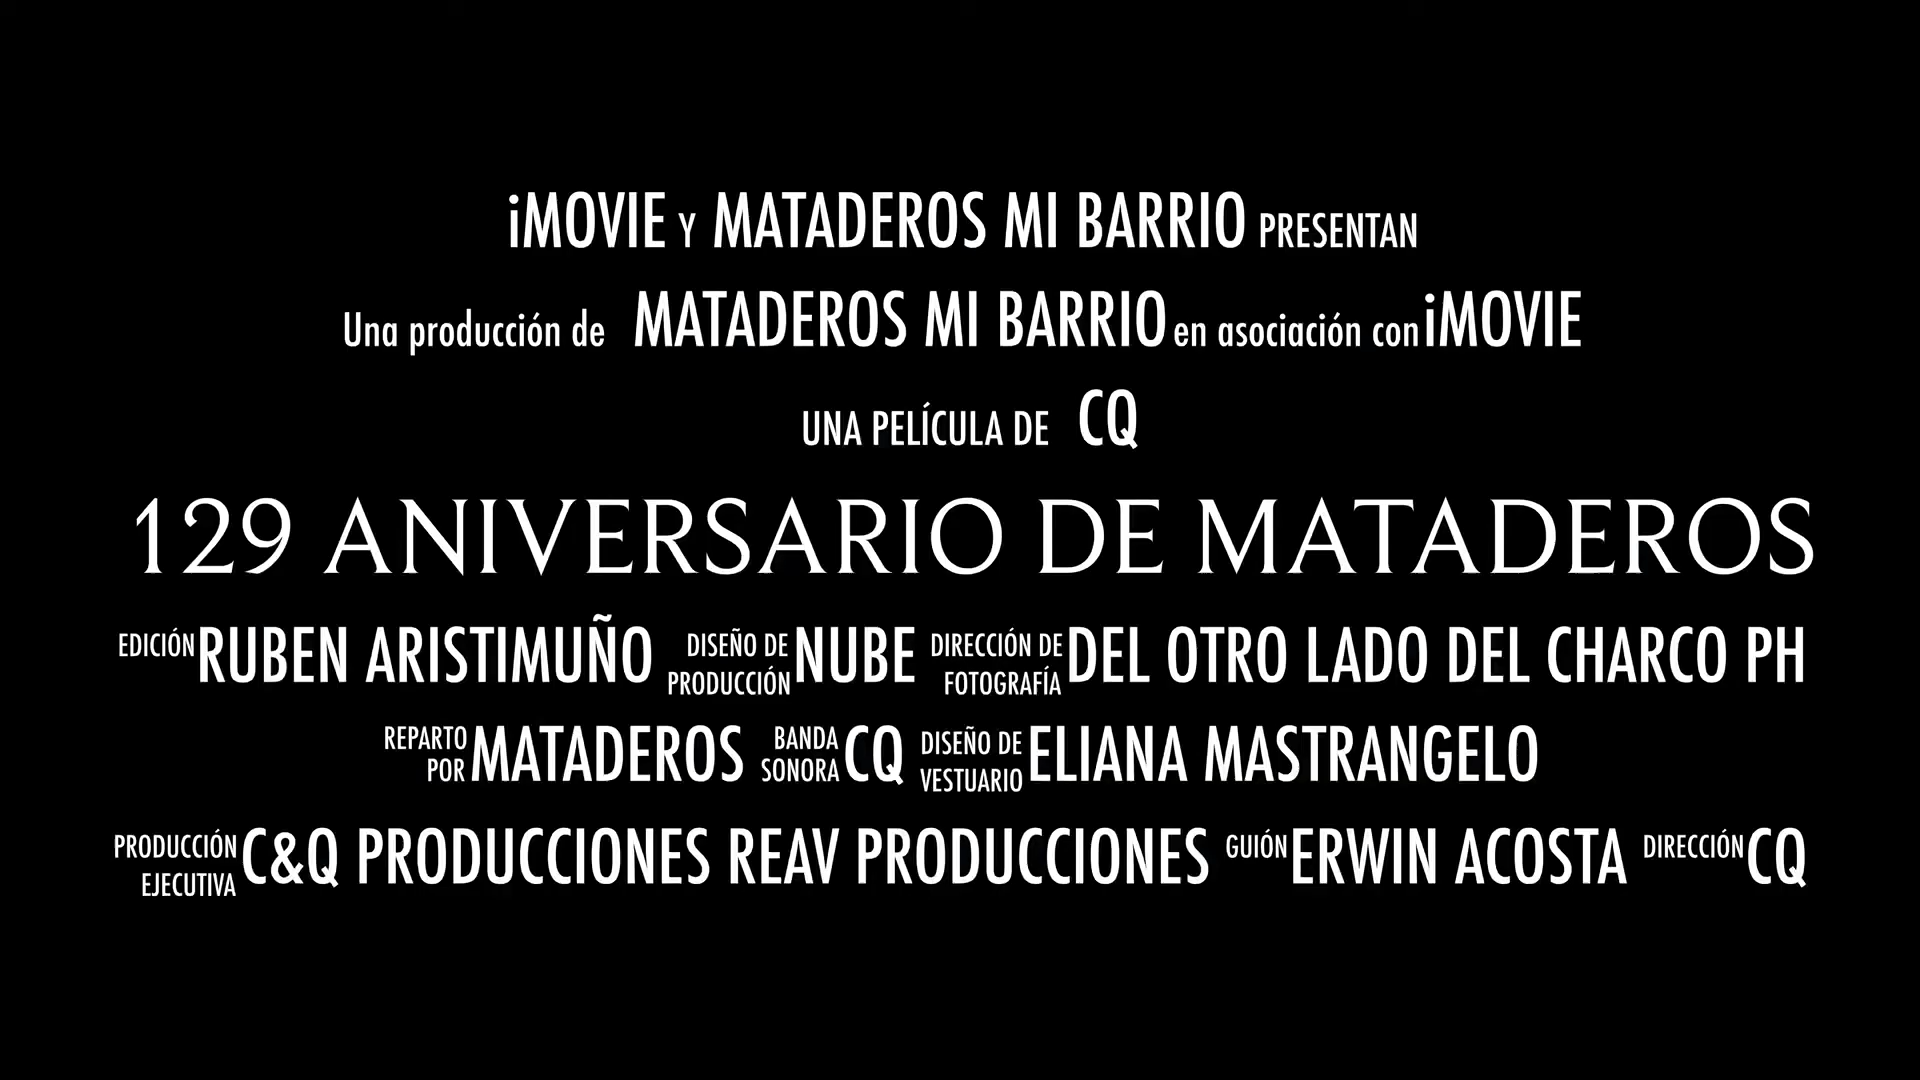 iMOVIE Y MATADEROS MI BARRIO PRESENTAN
Una producción de MATADEROS MI BARRIO en asociación con iMOVIE
UNA PELÍCULA DE CQ
129 ANIVERSARIO DE MATADEROS
EDICIÓN RUBEN ARISTIMUÑO DISEÑO DE PRODUCCIÓN NUBE DIRECCIÓN DE FOTOGRAFÍA DEL OTRO LADO DEL CHARCO PH
REPARTO POR MATADEROS BANDA SONORA CQ DISEÑO DE VESTUARIO ELIANA MASTRANGELO
PRODUCCIÓN EJECUTIVA C&Q PRODUCCIONES REAV PRODUCCIONES GUIÓN ERWIN ACOSTA DIRECCIÓN CQ